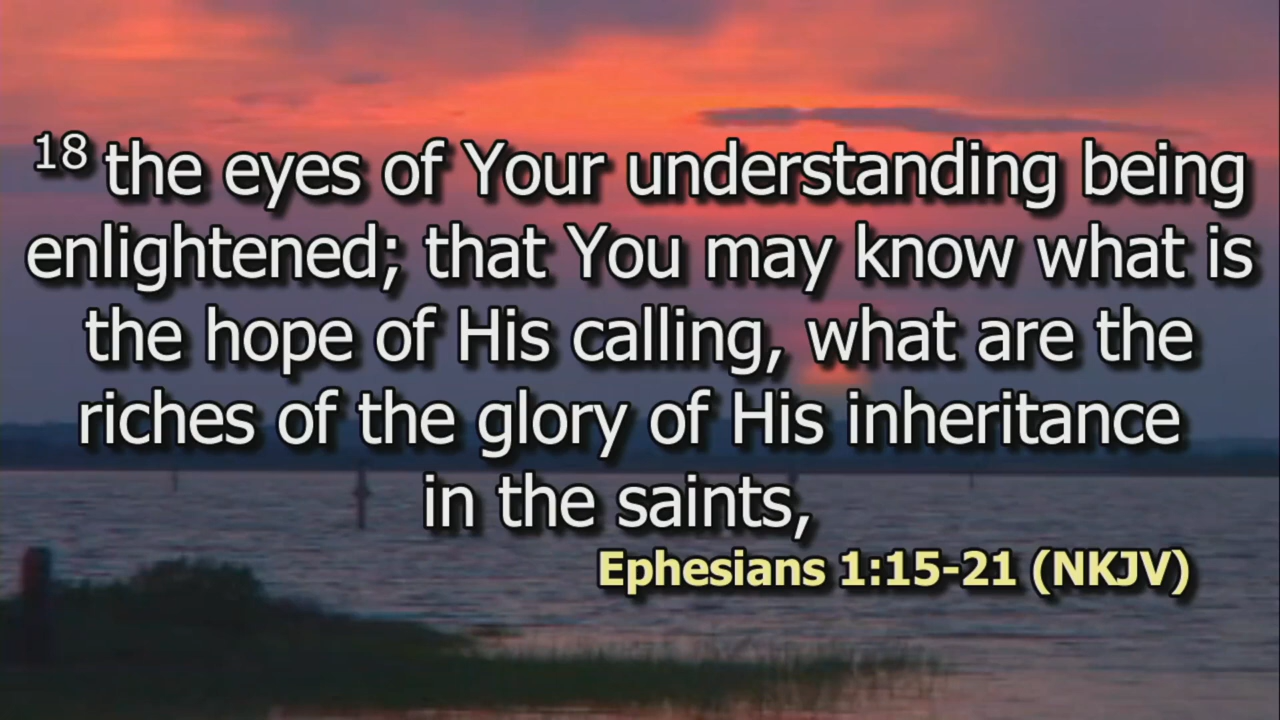 18 the eyes of Your understanding being
enlightened; that You may know what is
the hope of His calling, what are the
riches of the glory of His inheritance
in the saints,
Ephesians 1:15-21 (NKJV)